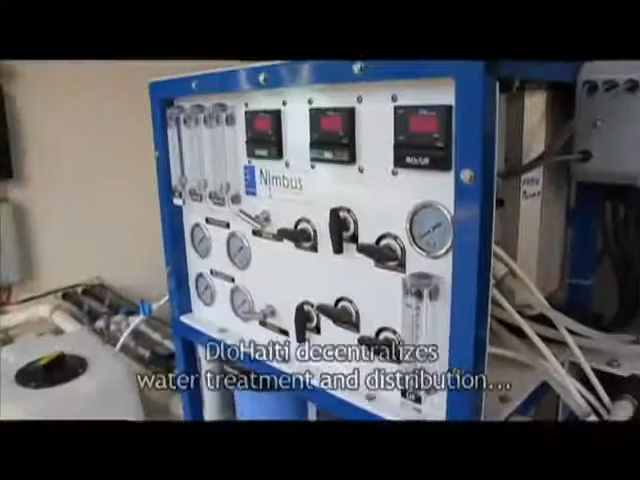 Nimbus
DloHaiti decentralizes
water treatment and distribution...